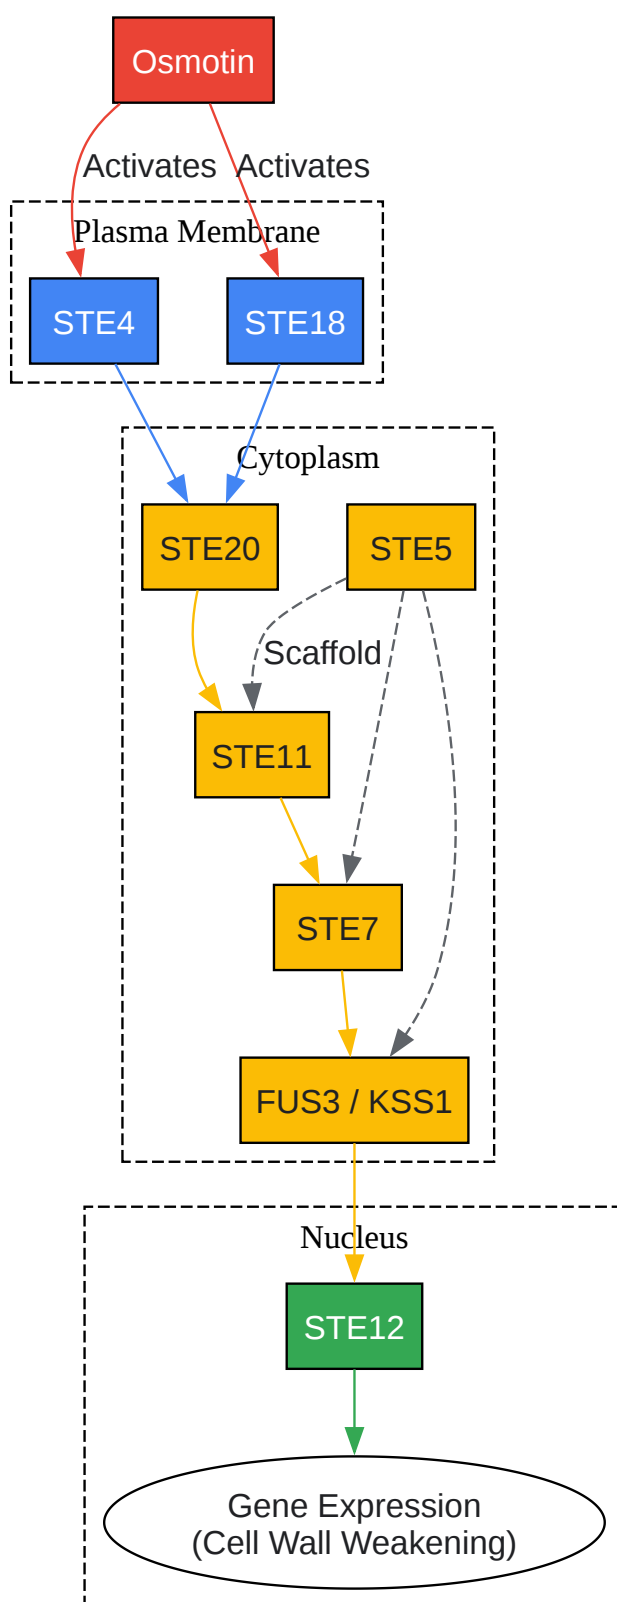 Osmotin
Activates
Activates
Plasma Membrane
STE4
STE18
Cytoplasm
STE20
STE5
Scaffold
STE11
STE7
FUS3 / KSS1
Nucleus
STE12
Gene Expression
(Cell Wall Weakening)